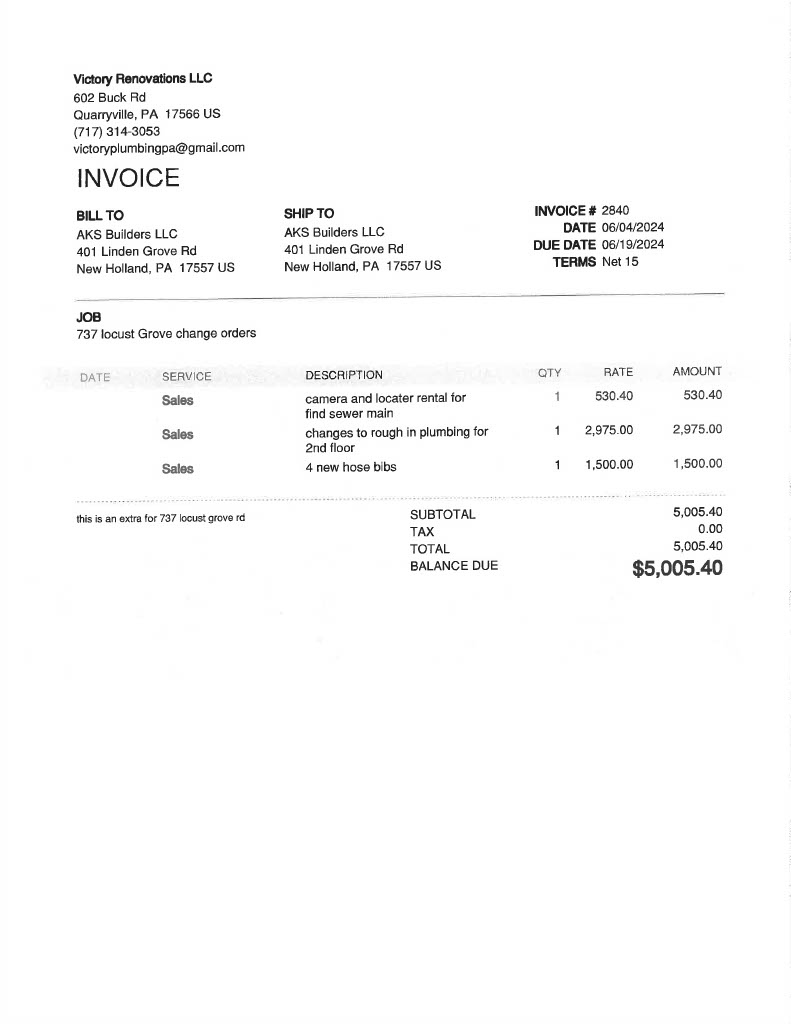 Victory Renovations LLC
602 Buck Rd
Quarryville, PA 17566 US
(717) 314-3053
victoryplumbingpa@gmail.com
INVOICE
BILL TO
AKS Builders LLC
401 Linden Grove Rd
New Holland, PA 17557 US
SHIP TO
AKS Builders LLC
401 Linden Grove Rd
New Holland, PA 17557 US
INVOICE # 2840
DATE 06/04/2024
DUE DATE 06/19/2024
TERMS Net 15
JOB
737 locust Grove change orders
DATE SERVICE DESCRIPTION QTY RATE AMOUNT
Sales camera and locater rental for 1 530.40 530.40
find sewer main
Sales changes to rough in plumbing for 1 2,975.00 2,975.00
2nd floor
Sales 4 new hose bibs 1 1,500.00 1,500.00
this is an extra for 737 locust grove rd
SUBTOTAL 5,005.40
TAX 0.00
TOTAL 5,005.40
BALANCE DUE $5,005.40